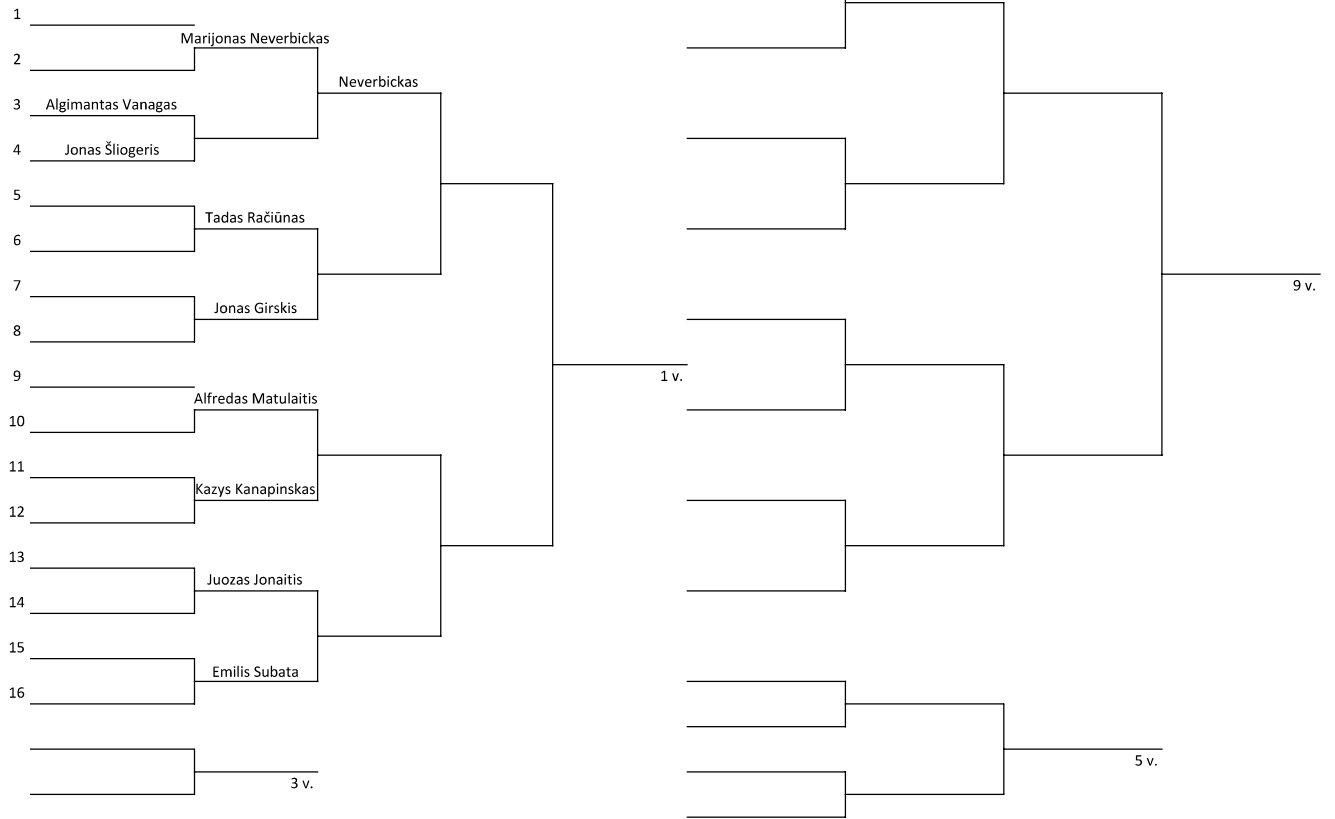 1
Marijonas Neverbickas
2
Neverbickas
3 Algimantas Vanagas
4 Jonas Šliogeris
5
Tadas Račiūnas
6
7
9 v.
Jonas Girskis
8
9
1 v.
Alfredas Matulaitis
10
11
Kazys Kanapinskas
12
13
Juozas Jonaitis
14
15
Emilis Subata
16
5 v.
3 v.